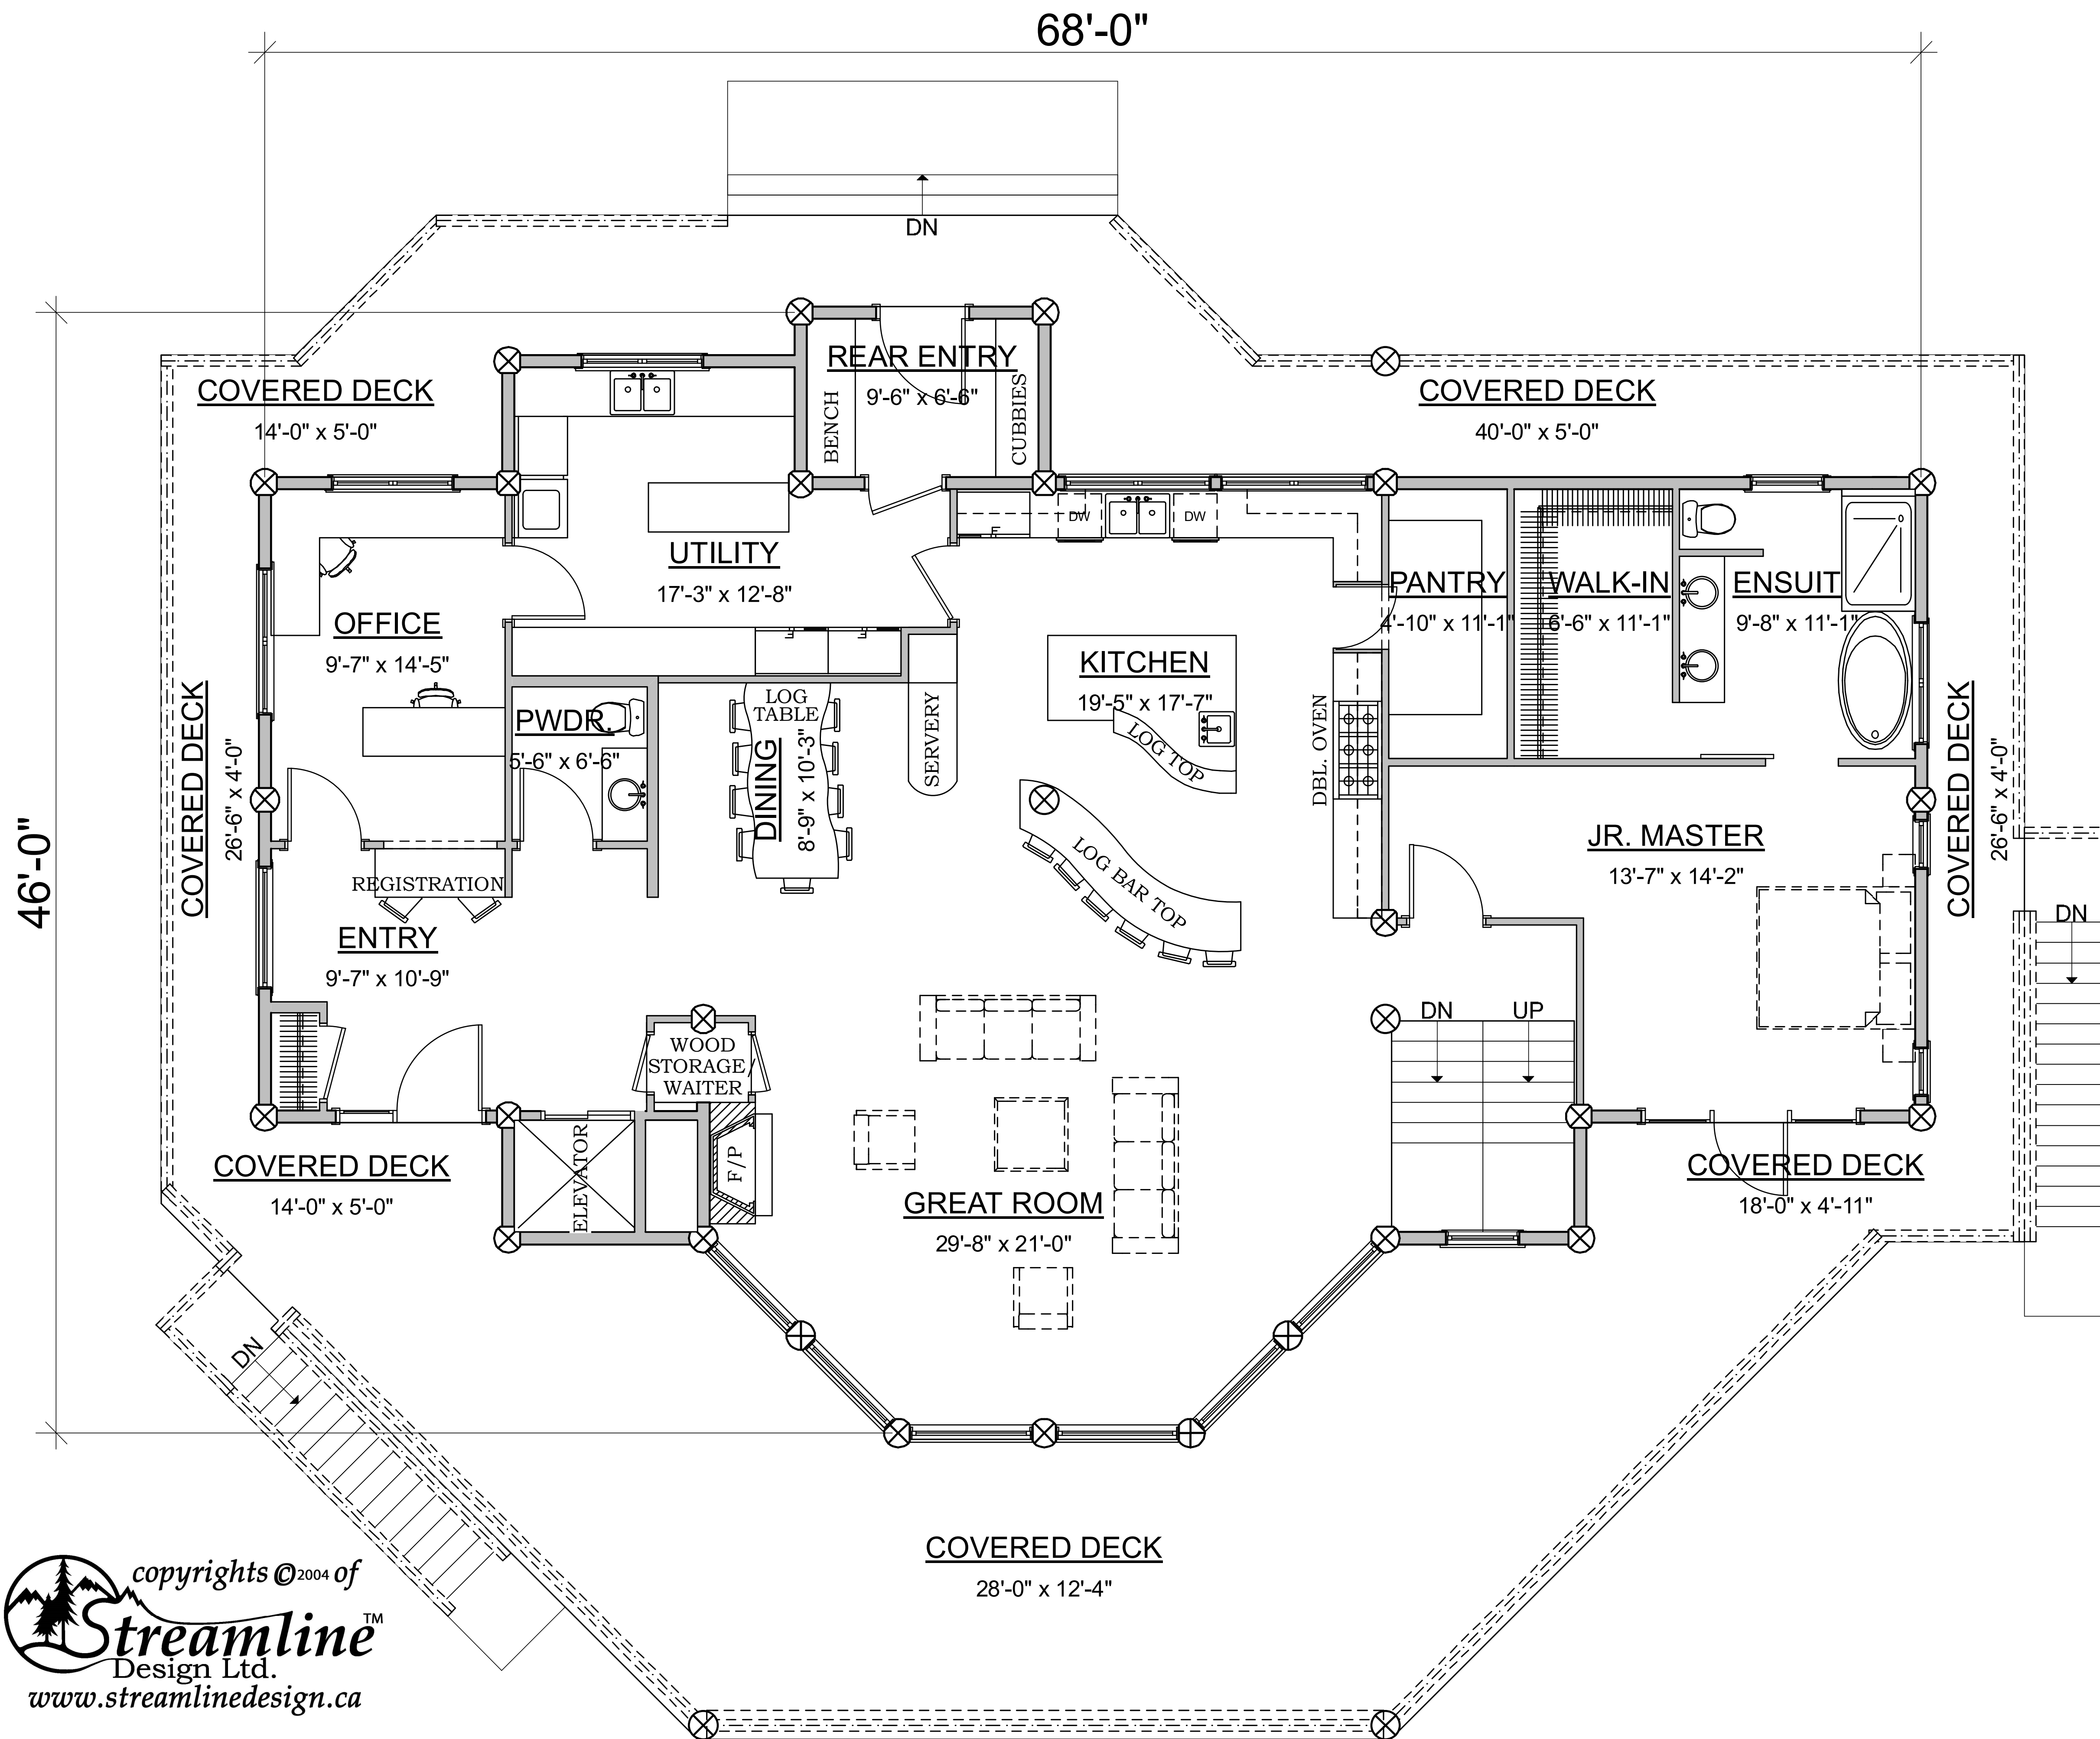 68'-0"
DN
REAR ENTRY
9'-6" x 6'-6"
BENCH
CUBBIES
COVERED DECK
14'-0" x 5'-0"
COVERED DECK
40'-0" x 5'-0"
DW
DW
F
UTILITY
17'-3" x 12'-8"
OFFICE
9'-7" x 14'-5"
PANTRY
4'-10" x 11'-1"
WALK-IN
6'-6" x 11'-1"
ENSUIT
9'-8" x 11'-1"
KITCHEN
19'-5" x 17'-7"
LOG TOP
LOG BAR TOP
DBL. OVEN
SERVERY
LOG
TABLE
DINING
8'-9" x 10'-3"
PWDR.
5'-6" x 6'-6"
COVERED DECK
26'-6" x 4'-0"
46'-0"
COVERED DECK
26'-6" x 4'-0"
JR. MASTER
13'-7" x 14'-2"
REGISTRATION
ENTRY
9'-7" x 10'-9"
DN
DN
UP
WOOD
STORAGE/
WAITER
F/P
ELEVATOR
COVERED DECK
14'-0" x 5'-0"
GREAT ROOM
29'-8" x 21'-0"
COVERED DECK
18'-0" x 4'-11"
DN
COVERED DECK
28'-0" x 12'-4"
copyrights ©2004 of
Streamline™
Design Ltd.
www.streamlinedesign.ca